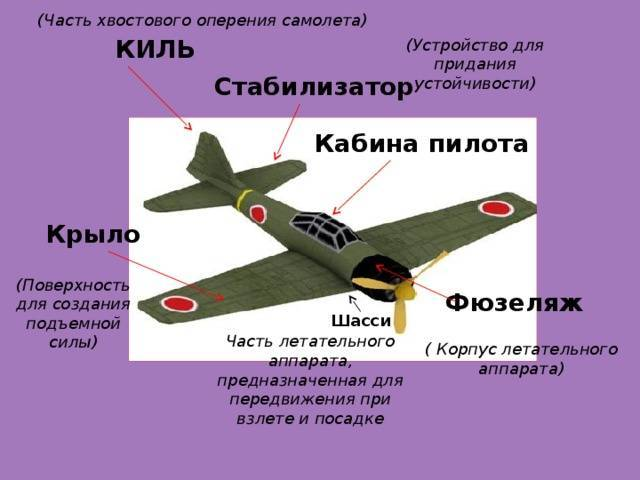 (Часть хвостового оперения самолета)
КИЛЬ
(Устройство для
придания
устойчивости)
Стабилизатор
Кабина пилота
Крыло
(Поверхность
для создания
подъемной
силы)
Фюзеляж
( Корпус летательного
аппарата)
Шасси
Часть летательного
аппарата,
предназначенная для
передвижения при
взлете и посадке